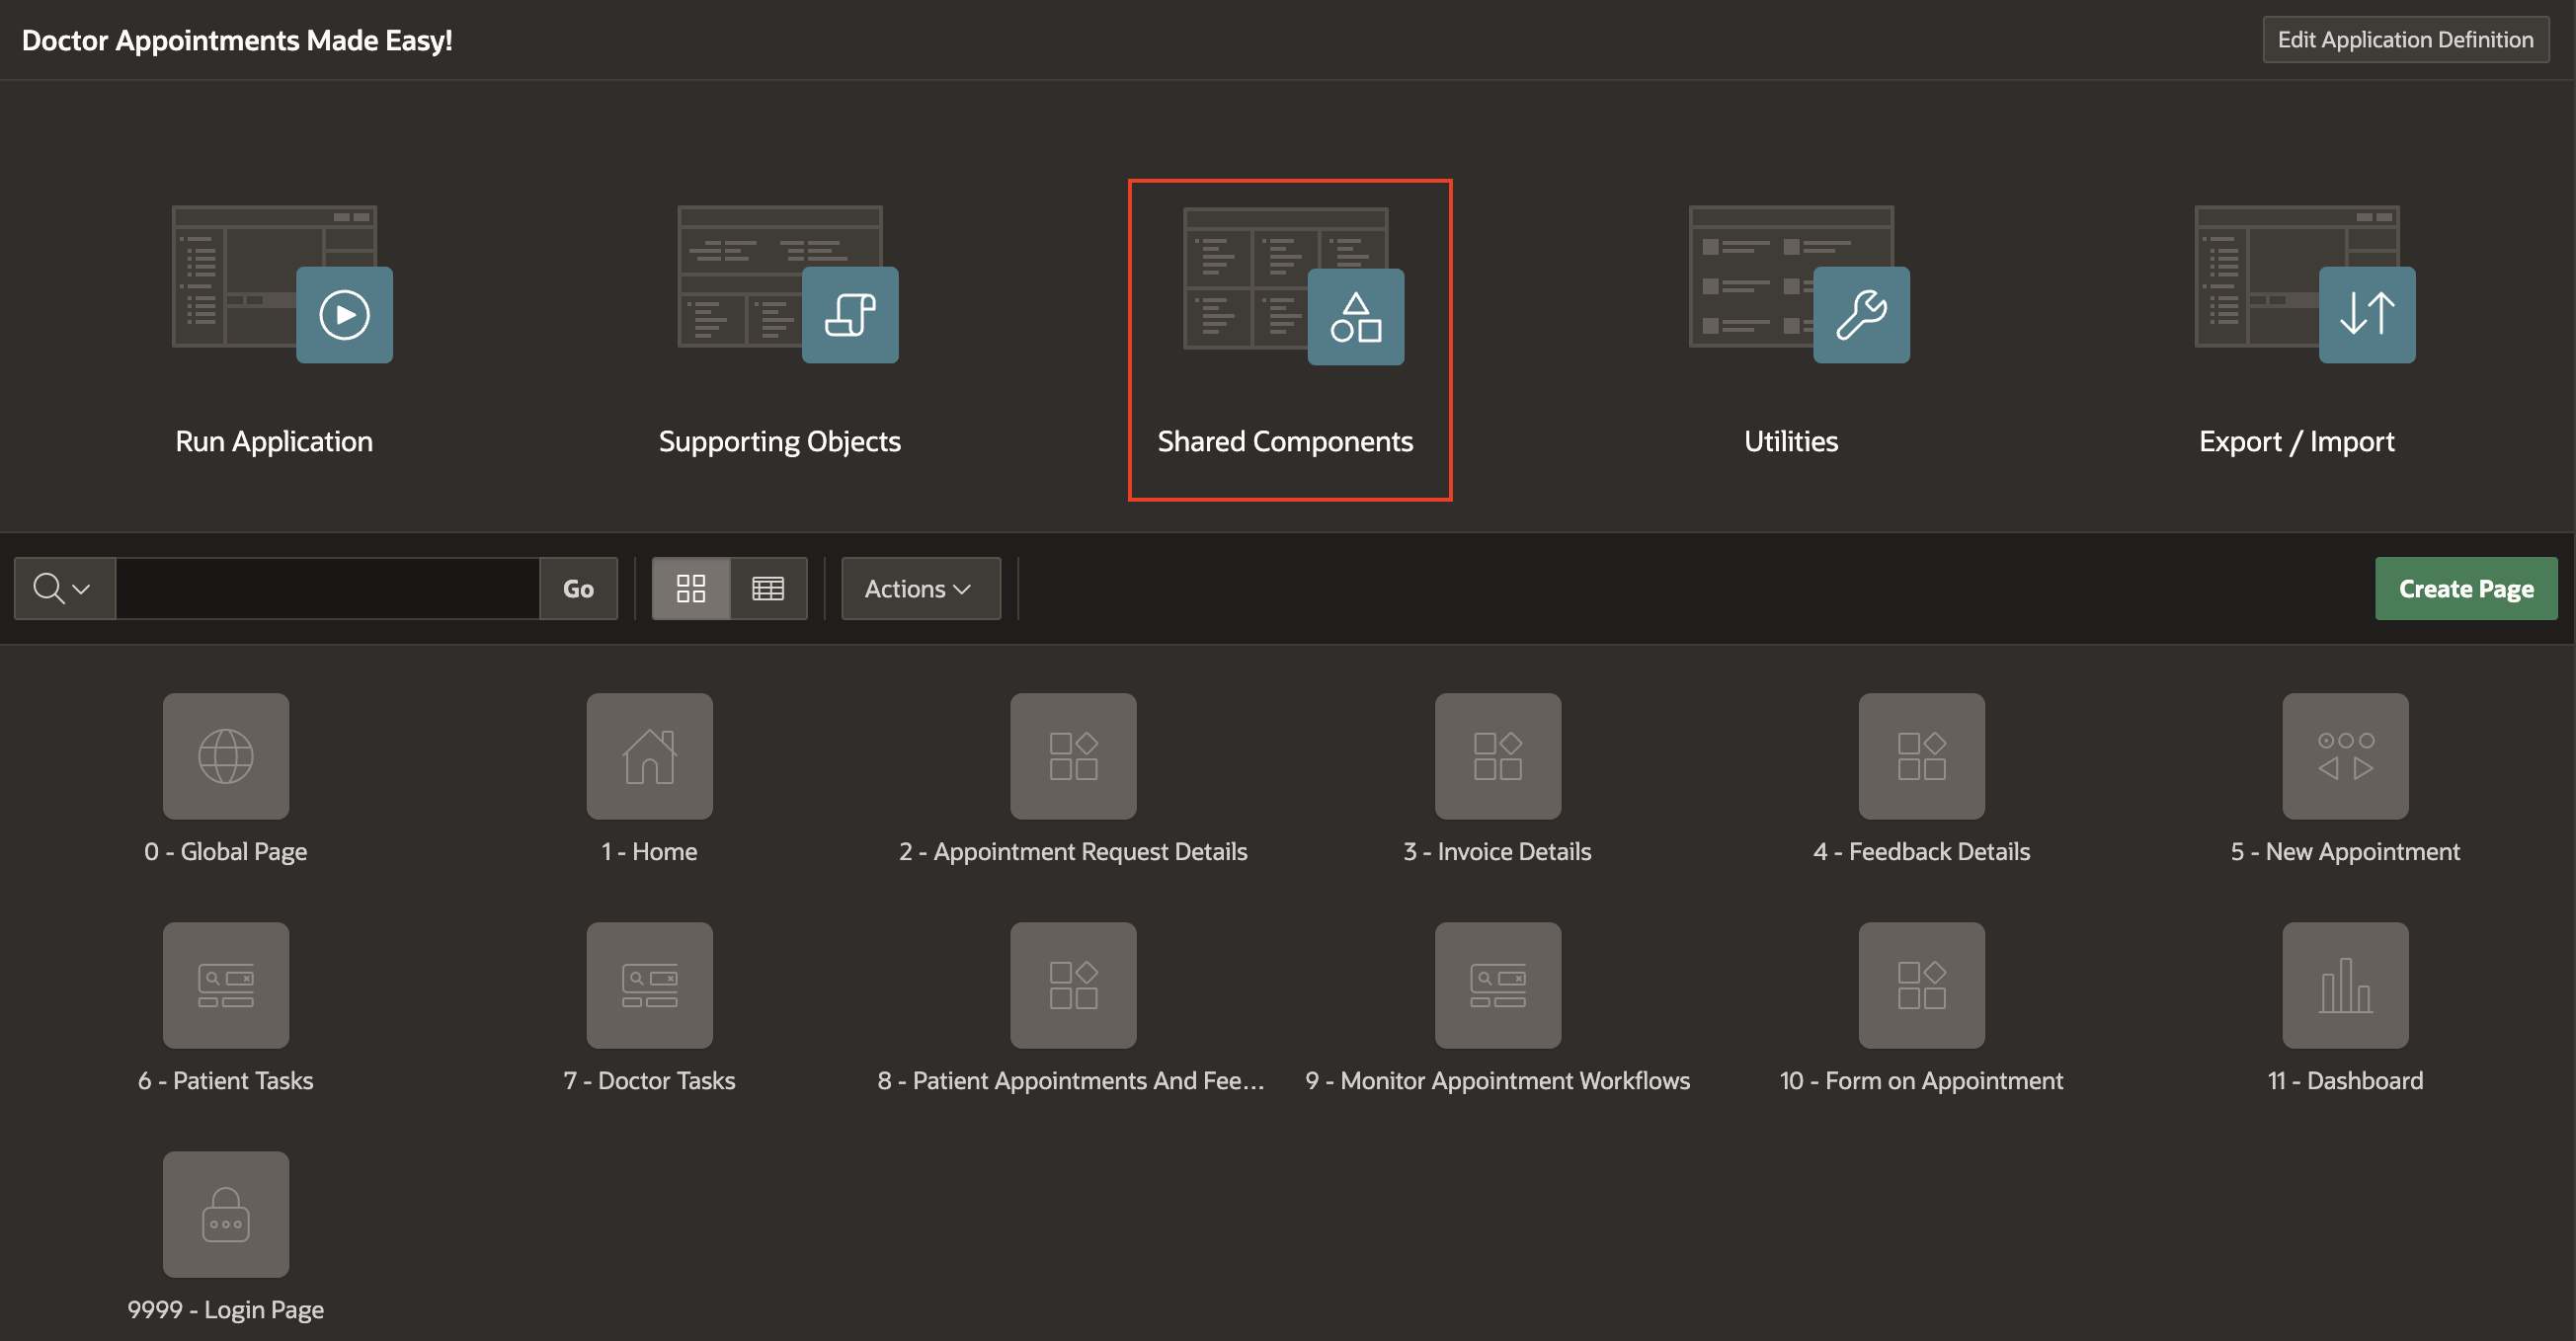 Doctor Appointments Made Easy!
Edit Application Definition
Run Application
Supporting Objects
Shared Components
Utilities
Export / Import
Go
Actions
Create Page
0 - Global Page
1 - Home
2 - Appointment Request Details
3 - Invoice Details
4 - Feedback Details
5 - New Appointment
6 - Patient Tasks
7 - Doctor Tasks
8 - Patient Appointments And Fee...
9 - Monitor Appointment Workflows
10 - Form on Appointment
11 - Dashboard
9999 - Login Page